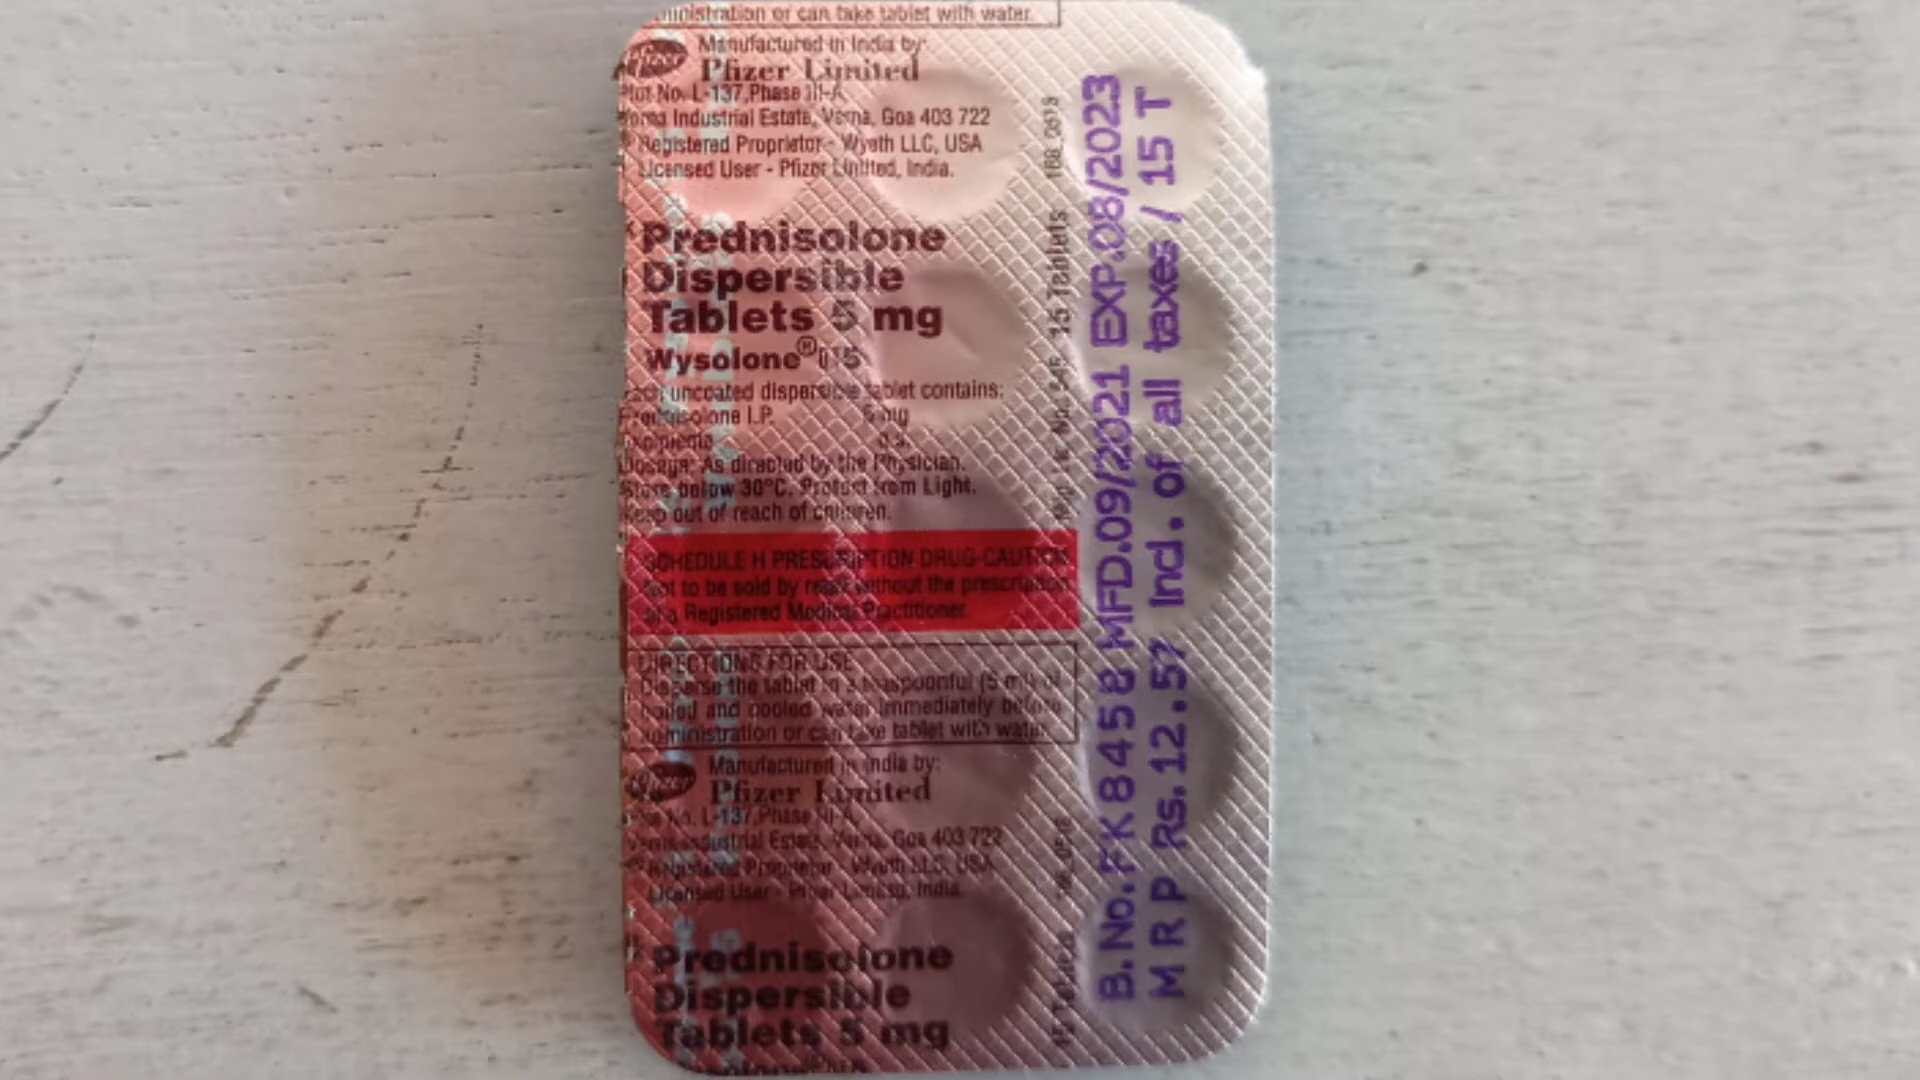 ministration or can take tablet with water.
Pfizer
Manufactured in India by:
Pfizer Limited
Plot No. L-137, Phase III-A,
Verna Industrial Estate, Verna, Goa 403 722
Registered Proprietor - Wyeth LLC, USA
Licensed User - Pfizer Limited, India.
Prednisolone
Dispersible
Tablets 5 mg
Wysolone®
Each uncoated dispersible tablet contains:
Prednisolone I.P. 5 mg
Excipients q.s.
Dosage: As directed by the Physician.
Store below 30°C. Protect from Light.
Keep out of reach of children.
SCHEDULE H PRESCRIPTION DRUG-CAUTION
Not to be sold by retail without the prescription
of a Registered Medical Practitioner.
DIRECTIONS FOR USE
Disperse the tablet in a teaspoonful (5 ml) of
boiled and cooled water immediately before
administration or can take tablet with water.
Pfizer
Manufactured in India by:
Pfizer Limited
Plot No. L-137, Phase III-A,
Verna Industrial Estate, Verna, Goa 403 722
Registered Proprietor - Wyeth LLC, USA
Licensed User - Pfizer Limited, India.
Prednisolone
Dispersible
Tablets 5 mg
15 Tablets
15 Tablets
B.No.FK8458 MFD.09/2021 EXP.08/2023
MRP Rs.12.57 Incl. of all taxes / 15 T